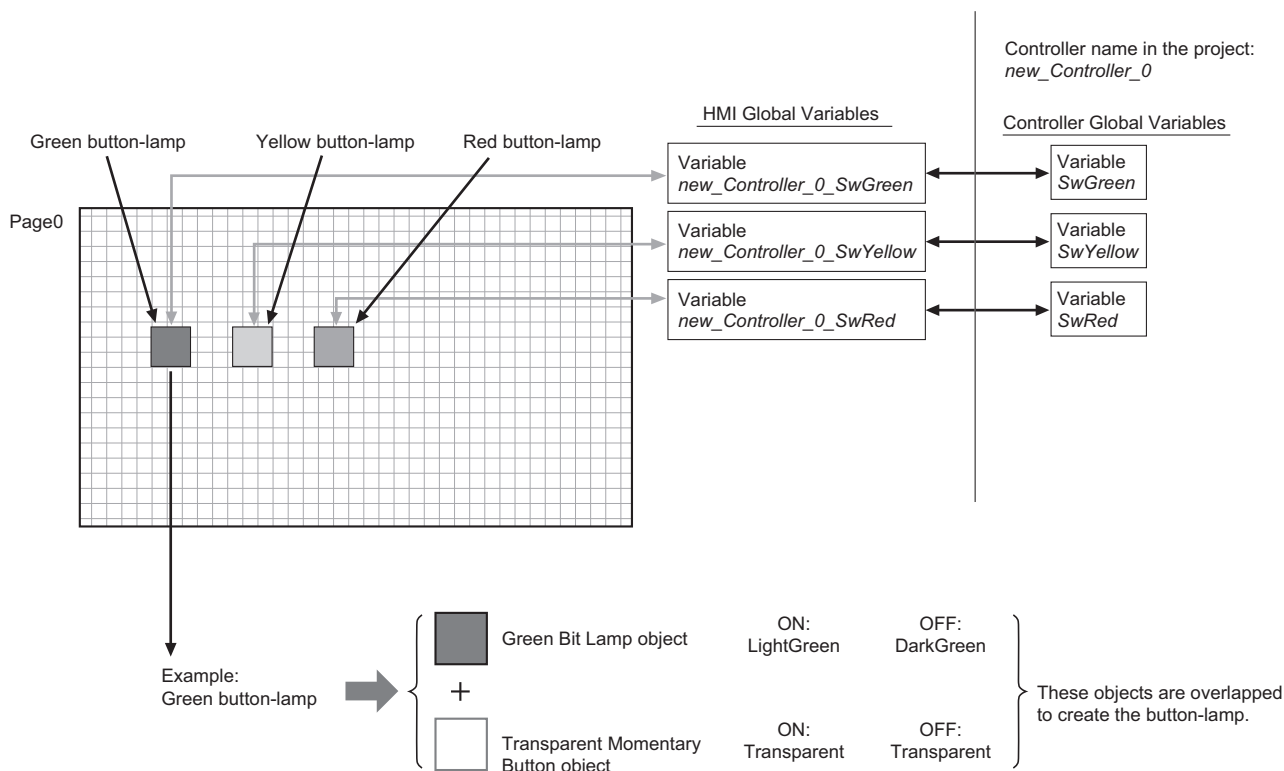 Controller name in the project:
new_Controller_0
HMI Global Variables
Controller Global Variables
Green button-lamp
Yellow button-lamp
Red button-lamp
Variable
new_Controller_0_SwGreen
Variable
SwGreen
Page0
Variable
new_Controller_0_SwYellow
Variable
SwYellow
Variable
new_Controller_0_SwRed
Variable
SwRed
Example:
Green button-lamp
Green Bit Lamp object
ON:
LightGreen
OFF:
DarkGreen
+
Transparent Momentary
Button object
ON:
Transparent
OFF:
Transparent
These objects are overlapped
to create the button-lamp.